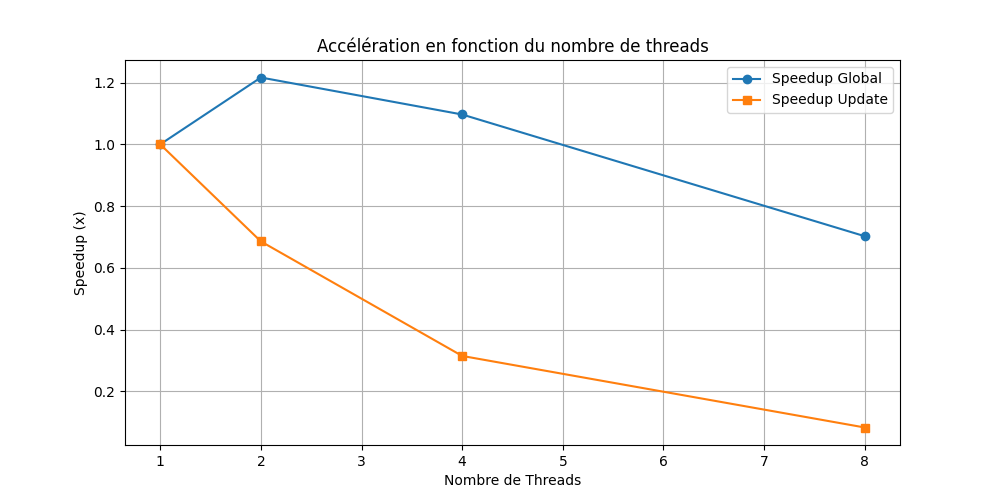 Accélération en fonction du nombre de threads
Speedup Global
Speedup Update
Speedup (x)
1.2
1.0
0.8
0.6
0.4
0.2
1 2 3 4 5 6 7 8
Nombre de Threads